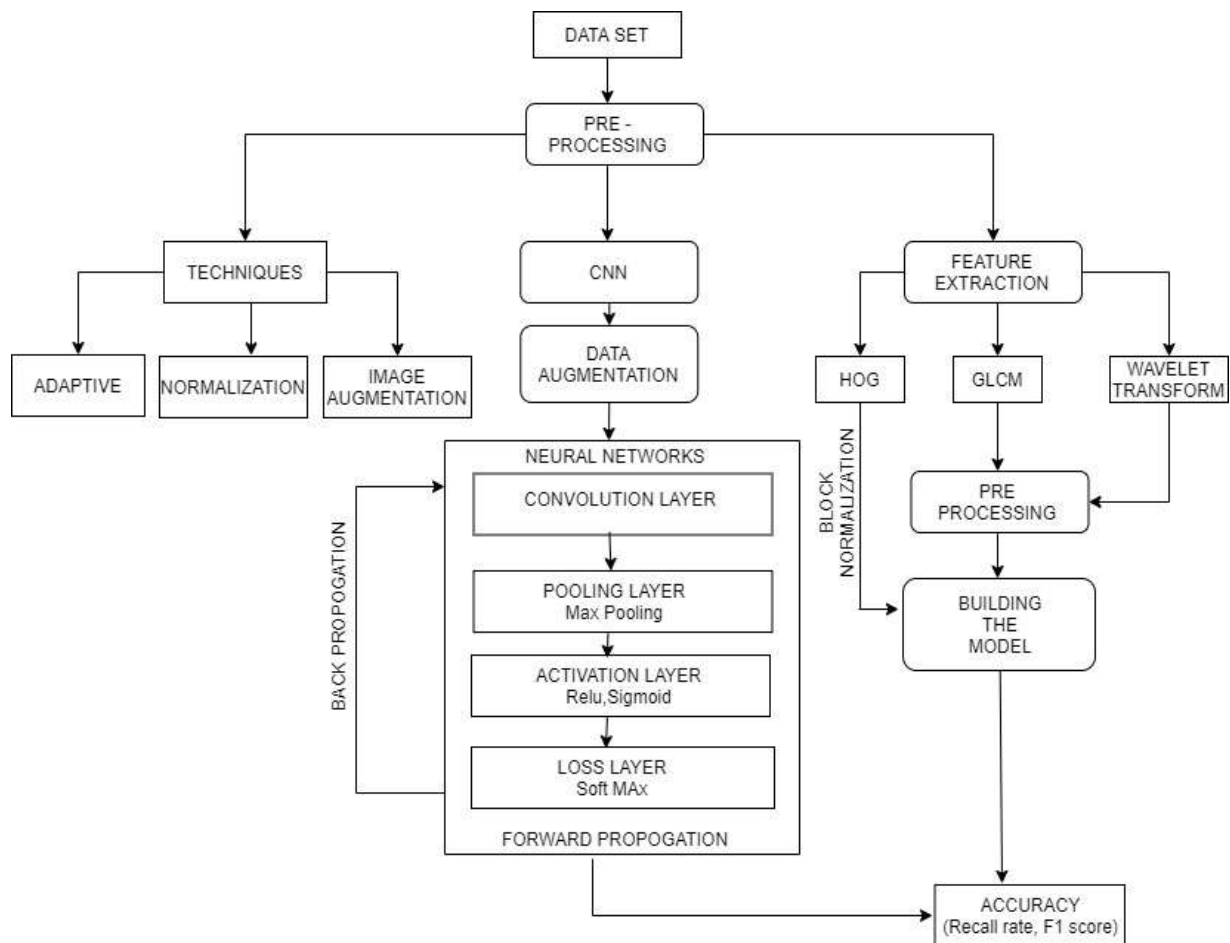 DATA SET
PRE -
PROCESSING
TECHNIQUES
CNN
FEATURE
EXTRACTION
ADAPTIVE
NORMALIZATION
IMAGE
AUGMENTATION
DATA
AUGMENTATION
HOG
GLCM
WAVELET
TRANSFORM
NEURAL NETWORKS
CONVOLUTION LAYER
POOLING LAYER
Max Pooling
ACTIVATION LAYER
Relu,Sigmoid
LOSS LAYER
Soft MAx
FORWARD PROPOGATION
BACK PROPOGATION
BLOCK
NORMALIZATION
PRE
PROCESSING
BUILDING
THE
MODEL
ACCURACY
(Recall rate, F1 score)